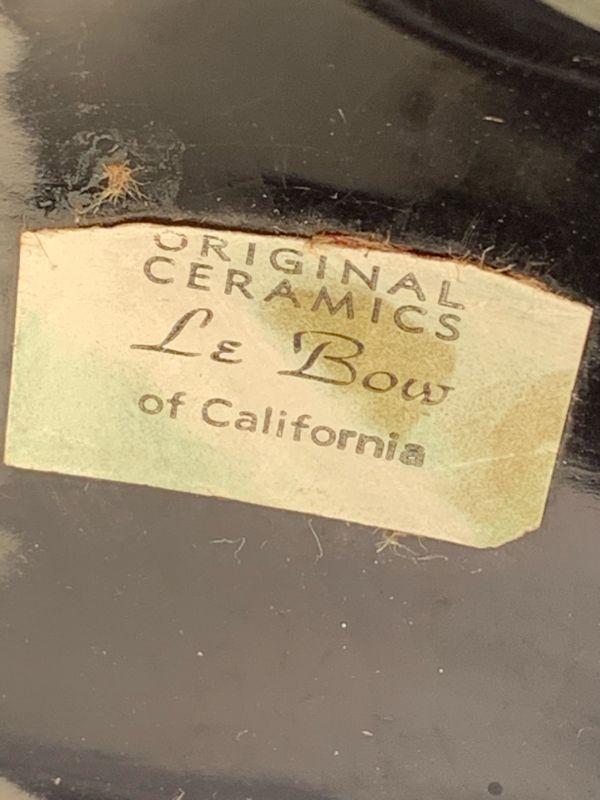 ORIGINAL
CERAMICS
Le Bow
of California